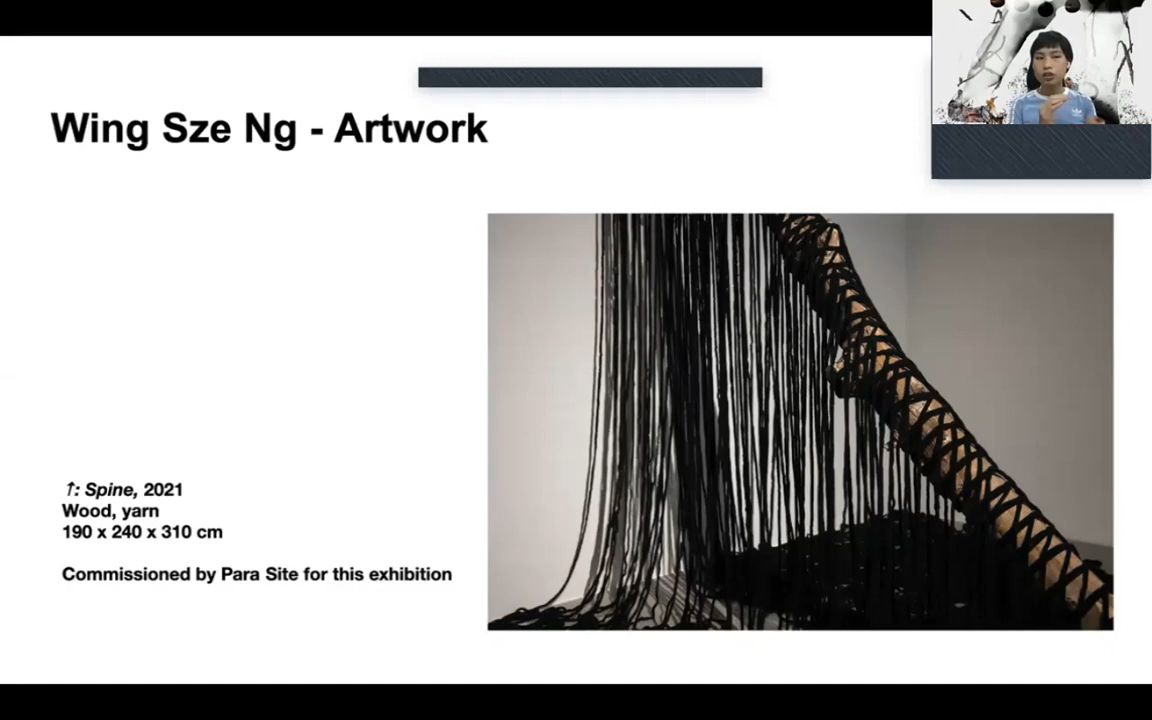 Wing Sze Ng - Artwork
↑: Spine, 2021
Wood, yarn
190 x 240 x 310 cm
Commissioned by Para Site for this exhibition